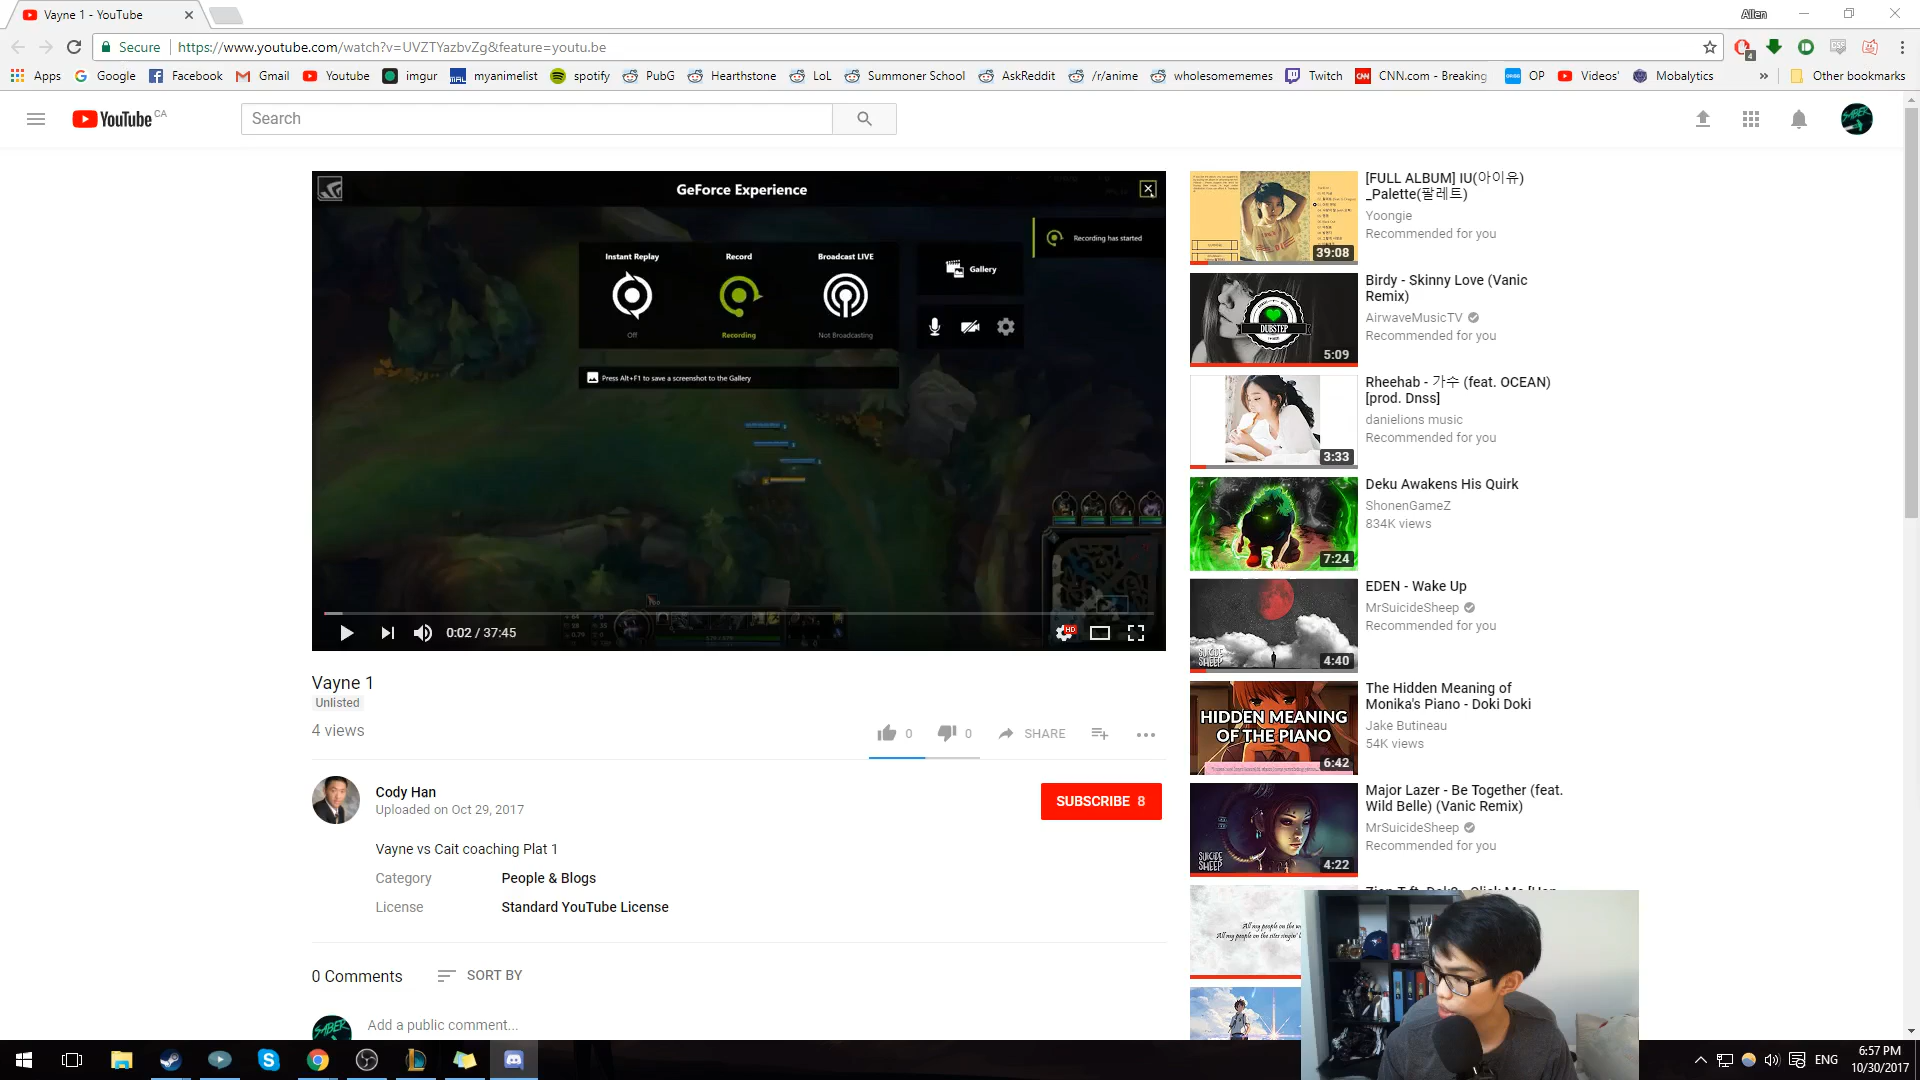 Vayne 1 - YouTube
Allen
Secure
https://www.youtube.com/watch?v=UVZTYazbvZg&feature=youtu.be
4
Apps
Google
Facebook
Gmail
Youtube
imgur
myanimelist
spotify
PubG
Hearthstone
LoL
Summoner School
AskReddit
/r/anime
wholesomememes
Twitch
CNN.com - Breaking
OP
Videos'
Mobalytics
»
Other bookmarks
YouTube CA
Search
GeForce Experience
Recording has started
Instant Replay
Record
Broadcast LIVE
Gallery
Off
Recording
Not Broadcasting
Press Alt+F1 to save a screenshot to the Gallery
0:02 / 37:45
HD
Vayne 1
Unlisted
4 views
0
0
SHARE
Cody Han
Uploaded on Oct 29, 2017
SUBSCRIBE 8
Vayne vs Cait coaching Plat 1
Category
People & Blogs
License
Standard YouTube License
0 Comments
SORT BY
SABER
Add a public comment...
[FULL ALBUM] IU(아이유)
_Palette(팔레트)
Yoongie
Recommended for you
39:08
Birdy - Skinny Love (Vanic
Remix)
AirwaveMusicTV
Recommended for you
DUBSTEP
5:09
Rheehab - 가수 (feat. OCEAN)
[prod. Dnss]
danielions music
Recommended for you
3:33
Deku Awakens His Quirk
ShonenGameZ
834K views
7:24
EDEN - Wake Up
MrSuicideSheep
Recommended for you
SUICIDE
SHEEP
4:40
The Hidden Meaning of
Monika's Piano - Doki Doki
Jake Butineau
54K views
HIDDEN MEANING
OF THE PIANO
6:42
Major Lazer - Be Together (feat.
Wild Belle) (Vanic Remix)
MrSuicideSheep
Recommended for you
SUICIDE
SHEEP
4:22
ENG
6:57 PM
10/30/2017